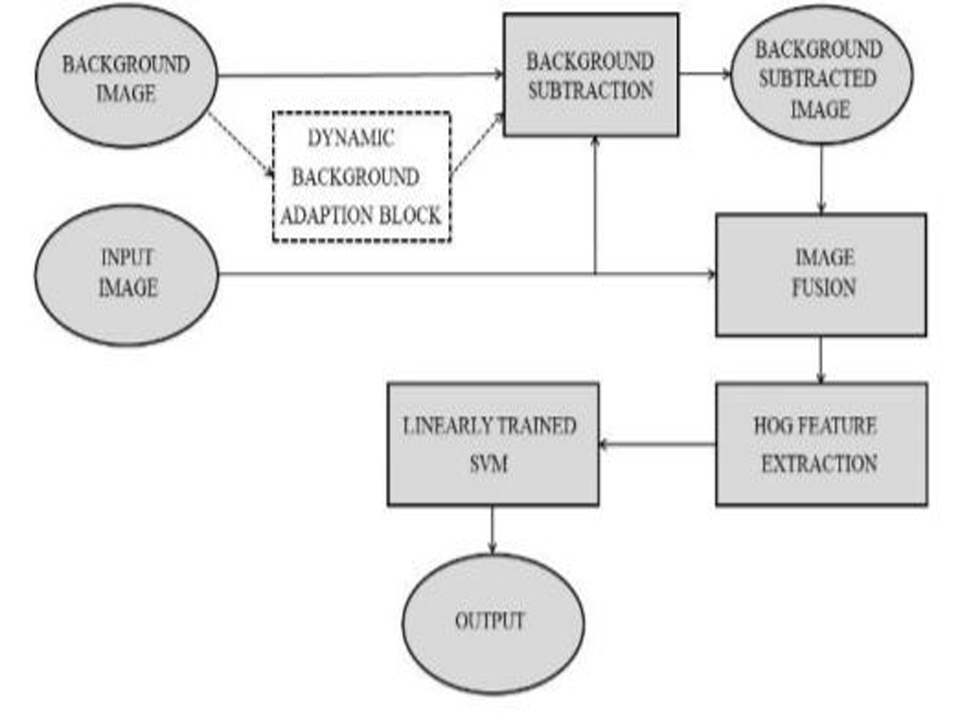 BACKGROUND
IMAGE
DYNAMIC
BACKGROUND
ADAPTION BLOCK
BACKGROUND
SUBTRACTION
BACKGROUND
SUBTRACTED
IMAGE
INPUT
IMAGE
IMAGE
FUSION
HOG FEATURE
EXTRACTION
LINEARLY TRAINED
SVM
OUTPUT